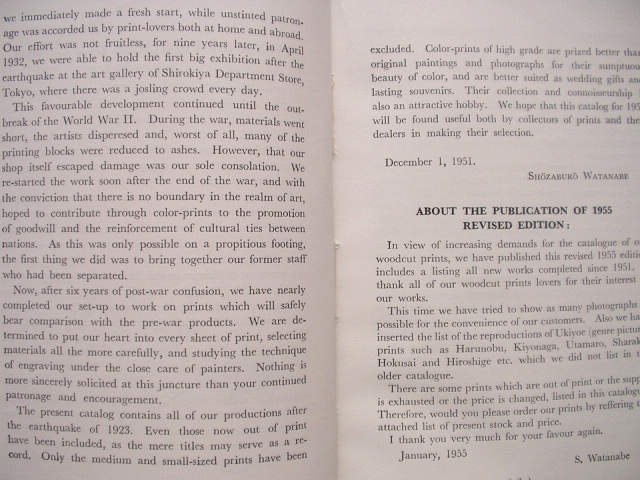 we immediately made a fresh start, while unstinted patron-
age was accorded us by print-lovers both at home and abroad.
Our effort was not fruitless, for nine years later, in April
1932, we were able to hold the first big exhibition after the
earthquake at the art gallery of Shirokiya Department Store,
Tokyo, where there was a josling crowd every day.
This favourable development continued until the out-
break of the World War II. During the war, materials went
short, the artists disperesed and, worst of all, many of the
printing blocks were reduced to ashes. However, that our
shop itself escaped damage was our sole consolation. We
re-started the work soon after the end of the war, and with
the conviction that there is no boundary in the realm of art,
hoped to contribute through color-prints to the promotion
of goodwill and the reinforcement of cultural ties between
nations. As this was only possible on a propitious footing,
the first thing we did was to bring together our former staff
who had been separated.
Now, after six years of post-war confusion, we have nearly
completed our set-up to work on prints which will safely
bear comparison with the pre-war products. We are de-
termined to put our heart into every sheet of print, selecting
materials all the more carefully, and studying the technique
of engraving under the close care of painters. Nothing is
more sincerely solicited at this juncture than your continued
patronage and encouragement.
The present catalog contains all of our productions after
the earthquake of 1923. Even those now out of print
have been included, as the mere titles may serve as a re-
cord. Only the medium and small-sized prints have been
excluded. Color-prints of high grade are prized better than
original paintings and photographs for their sumptuous
beauty of color, and are better suited as wedding gifts and
lasting souvenirs. Their collection and connoiseurship
also an attractive hobby. We hope that this catalog for 195
will be found useful both by collectors of prints and the
dealers in making their selection.
December 1, 1951.
SHŌZABURŌ WATANABE
ABOUT THE PUBLICATION OF 1955
REVISED EDITION:
In view of increasing demands for the catalogue of ou
woodcut prints, we have published this revised 1955 editio
includes a listing all new works completed since 1951.
thank all of our woodcut prints lovers for their interest
our works.
This time we have tried to show as many photographs
possible for the convenience of our customers. Also we ha
inserted the list of the reproductions of Ukiyoe (genre pictur
prints such as Harunobu, Kiyonaga, Utamaro, Sharak
Hokusai and Hiroshige etc. which we did not list in
older catalogue.
There are some prints which are out of print or the supp
is exhausted or the price is changed, listed in this catalogu
Therefore, would you please order our prints by reffering
attached list of present stock and price.
I thank you very much for your favour again.
January, 1955
S. Watanabe